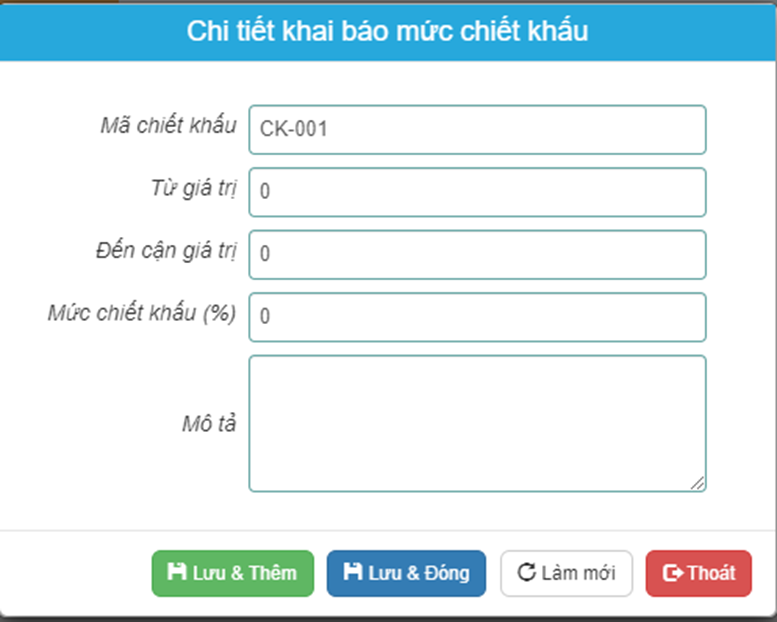 Chi tiết khai báo mức chiết khấu
Mã chiết khấu CK-001
Từ giá trị 0
Đến cận giá trị 0
Mức chiết khấu (%) 0
Mô tả
Lưu & Thêm Lưu & Đóng Làm mới Thoát